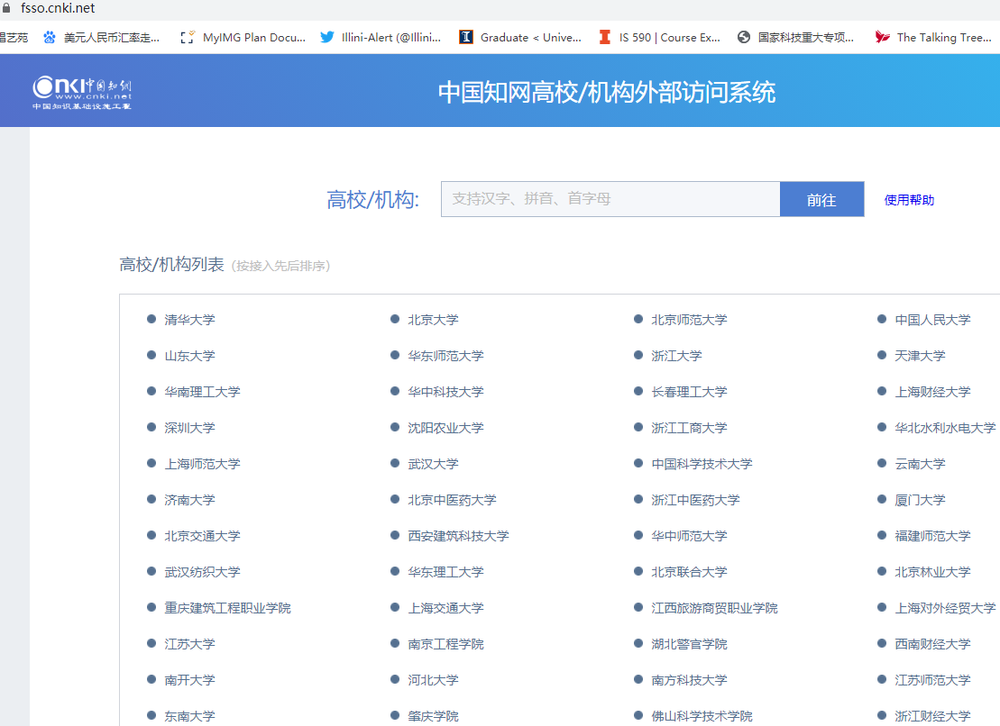 fsso.cnki.net
昌艺苑 美元人民币汇率走... MyIMG Plan Docu... Illini-Alert (@Illini... Graduate < Unive... IS 590 | Course Ex... 国家科技重大专项... The Talking Tree...
cnki 中国知网
www.cnki.net
中国知识基础设施工程
中国知网高校/机构外部访问系统
高校/机构: 支持汉字、拼音、首字母 前往 使用帮助
高校/机构列表 (按接入先后排序)
清华大学 北京大学 北京师范大学 中国人民大学
山东大学 华东师范大学 浙江大学 天津大学
华南理工大学 华中科技大学 长春理工大学 上海财经大学
深圳大学 沈阳农业大学 浙江工商大学 华北水利水电大学
上海师范大学 武汉大学 中国科学技术大学 云南大学
济南大学 北京中医药大学 浙江中医药大学 厦门大学
北京交通大学 西安建筑科技大学 华中师范大学 福建师范大学
武汉纺织大学 华东理工大学 北京联合大学 北京林业大学
重庆建筑工程职业学院 上海交通大学 江西旅游商贸职业学院 上海对外经贸大学
江苏大学 南京工程学院 湖北警官学院 西南财经大学
南开大学 河北大学 南方科技大学 江苏师范大学
东南大学 肇庆学院 佛山科学技术学院 浙江财经大学